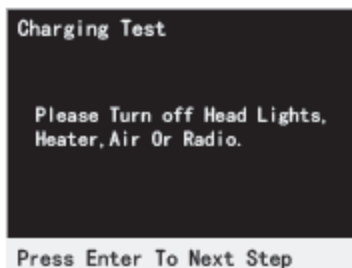 Charging Test
Please Turn off Head Lights,
Heater,Air Or Radio.
Press Enter To Next Step